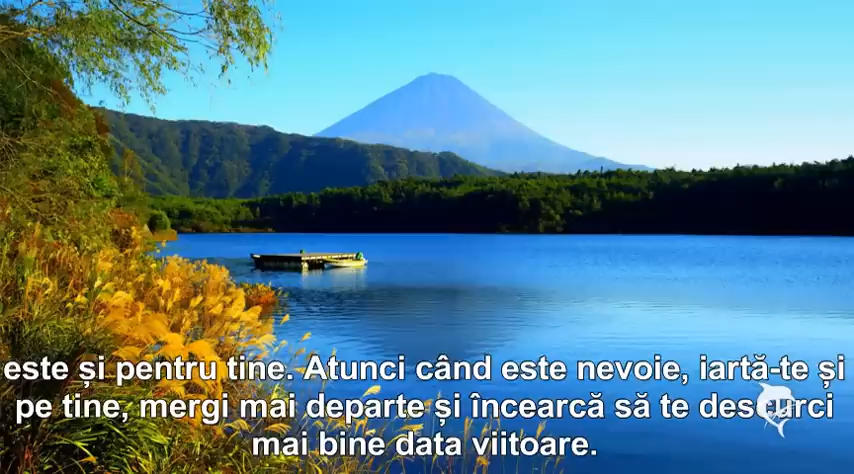 este și pentru tine. Atunci când este nevoie, iartă-te și
pe tine, mergi mai departe și încearcă să te descurci
mai bine data viitoare.